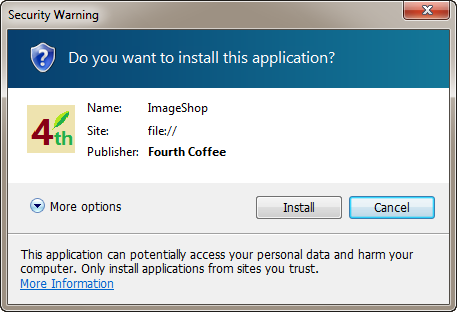 Security Warning
Do you want to install this application?
4th
Name: ImageShop
Site: file://
Publisher: Fourth Coffee
More options
Install
Cancel
This application can potentially access your personal data and harm your
computer. Only install applications from sites you trust.
More Information